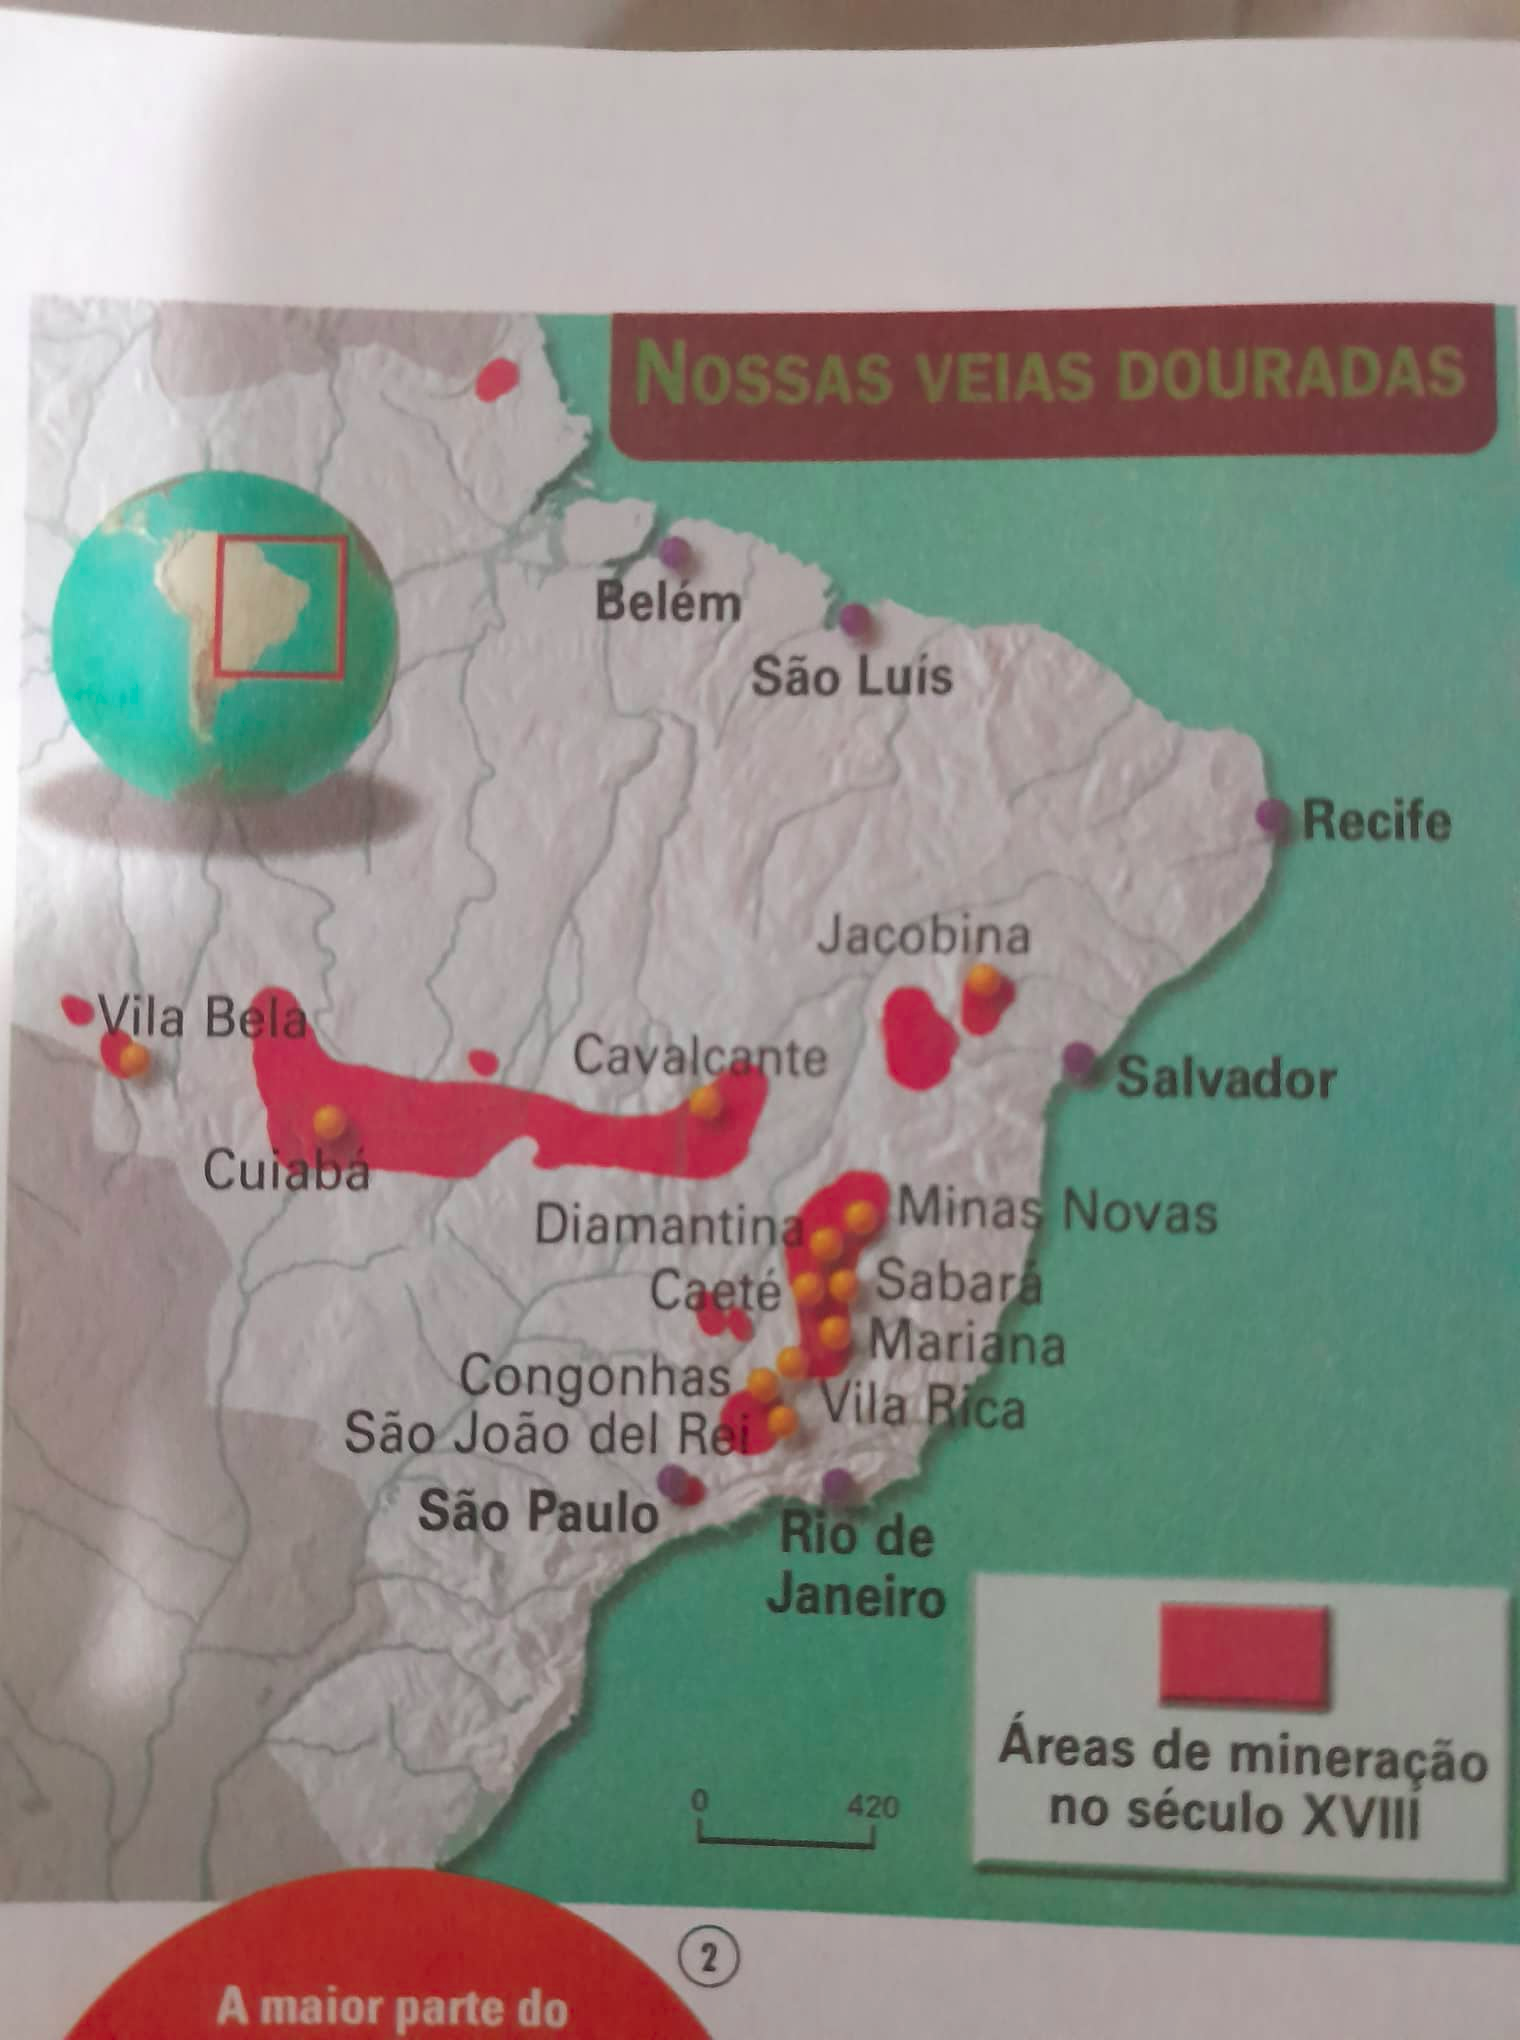 NOSSAS VEIAS DOURADAS
Belém
São Luís
Recife
Jacobina
Vila Bela
Cavalcante
Salvador
Cuiabá
Diamantina
Minas Novas
Caeté
Sabará
Mariana
Congonhas
Vila Rica
São João del Rei
São Paulo
Rio de
Janeiro
Áreas de mineração
no século XVIII
0 420
2
A maior parte do